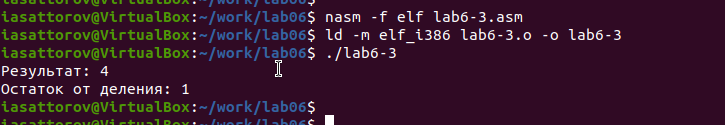 iasattorov@VirtualBox:~/work/lab06$ nasm -f elf lab6-3.asm
iasattorov@VirtualBox:~/work/lab06$ ld -m elf_i386 lab6-3.o -o lab6-3
iasattorov@VirtualBox:~/work/lab06$ ./lab6-3
Результат: 4
Остаток от деления: 1
iasattorov@VirtualBox:~/work/lab06$
iasattorov@VirtualBox:~/work/lab06$